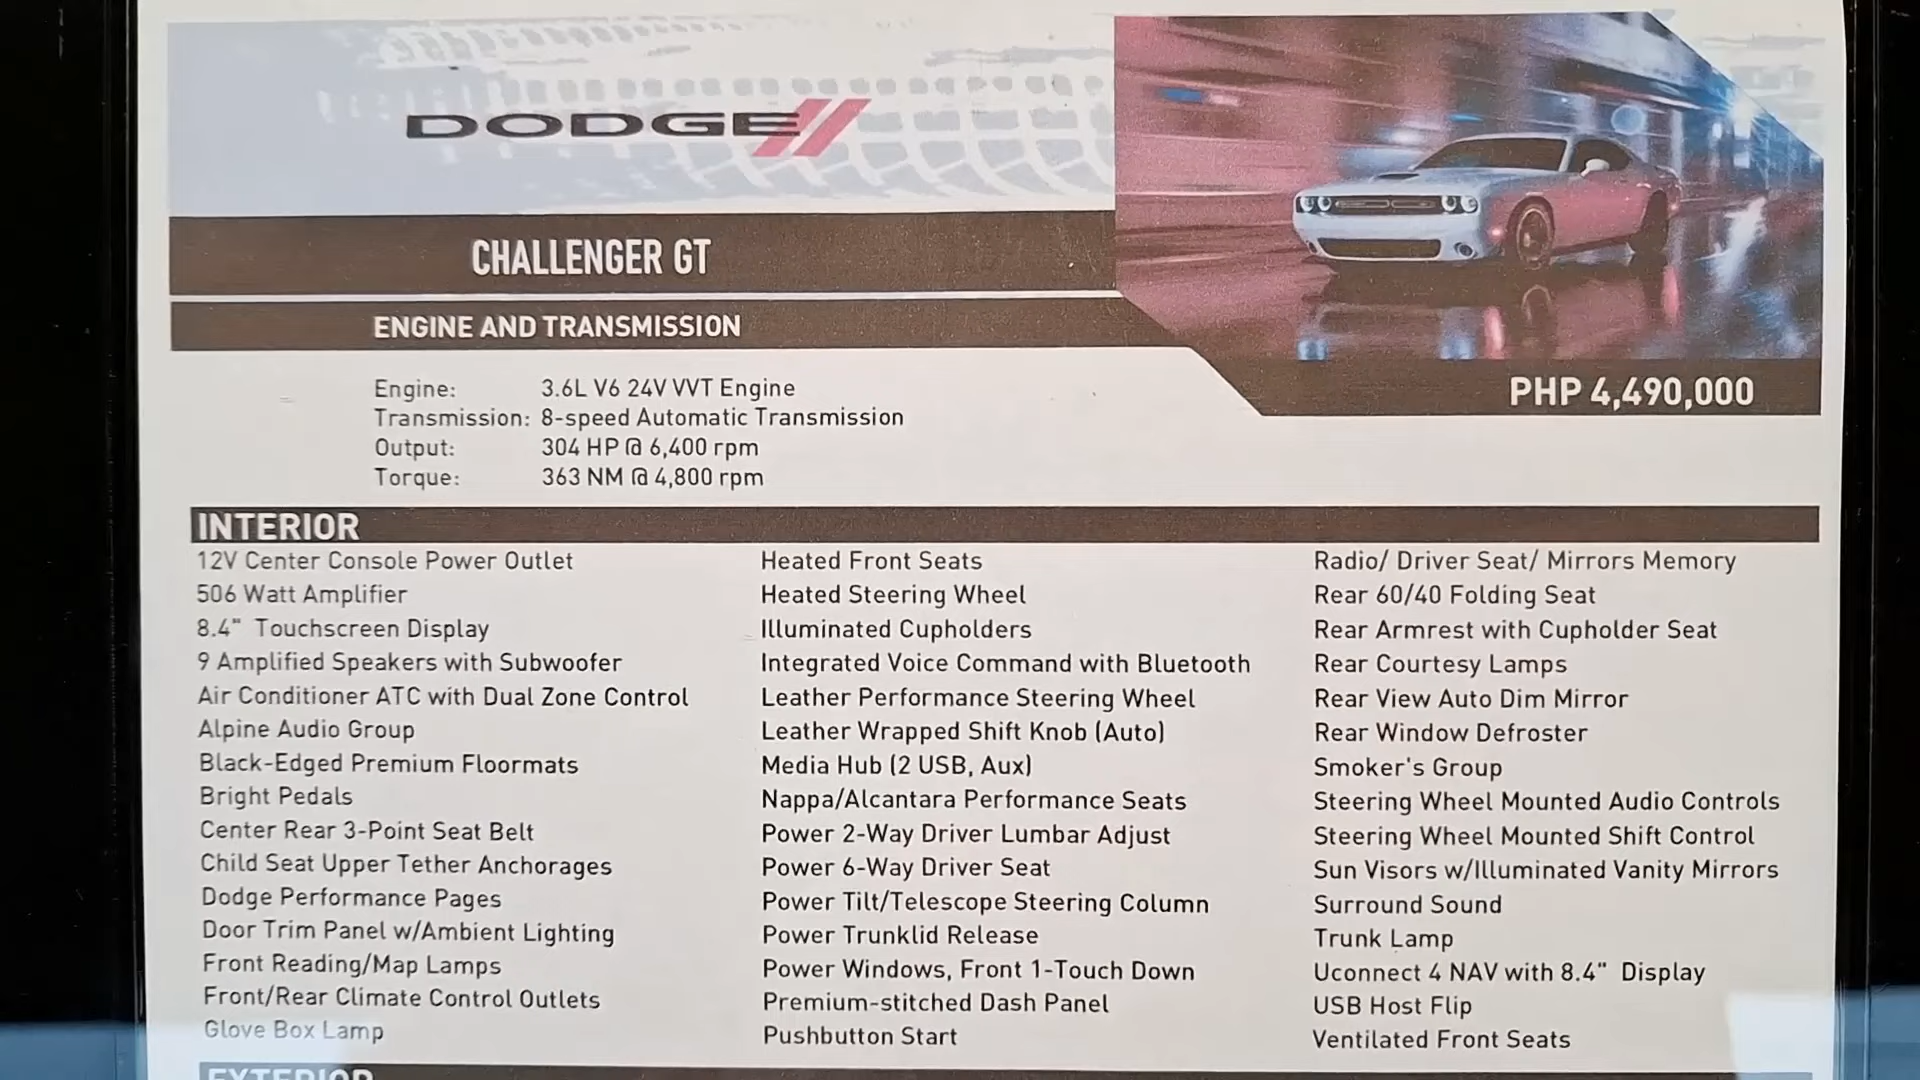 DODGE
CHALLENGER GT
ENGINE AND TRANSMISSION
PHP 4,490,000
Engine: 3.6L V6 24V VVT Engine
Transmission: 8-speed Automatic Transmission
Output: 304 HP @ 6,400 rpm
Torque: 363 NM @ 4,800 rpm
INTERIOR
12V Center Console Power Outlet
506 Watt Amplifier
8.4" Touchscreen Display
9 Amplified Speakers with Subwoofer
Air Conditioner ATC with Dual Zone Control
Alpine Audio Group
Black-Edged Premium Floormats
Bright Pedals
Center Rear 3-Point Seat Belt
Child Seat Upper Tether Anchorages
Dodge Performance Pages
Door Trim Panel w/Ambient Lighting
Front Reading/Map Lamps
Front/Rear Climate Control Outlets
Glove Box Lamp
Heated Front Seats
Heated Steering Wheel
Illuminated Cupholders
Integrated Voice Command with Bluetooth
Leather Performance Steering Wheel
Leather Wrapped Shift Knob (Auto)
Media Hub (2 USB, Aux)
Nappa/Alcantara Performance Seats
Power 2-Way Driver Lumbar Adjust
Power 6-Way Driver Seat
Power Tilt/Telescope Steering Column
Power Trunklid Release
Power Windows, Front 1-Touch Down
Premium-stitched Dash Panel
Pushbutton Start
Radio/ Driver Seat/ Mirrors Memory
Rear 60/40 Folding Seat
Rear Armrest with Cupholder Seat
Rear Courtesy Lamps
Rear View Auto Dim Mirror
Rear Window Defroster
Smoker's Group
Steering Wheel Mounted Audio Controls
Steering Wheel Mounted Shift Control
Sun Visors w/Illuminated Vanity Mirrors
Surround Sound
Trunk Lamp
Uconnect 4 NAV with 8.4" Display
USB Host Flip
Ventilated Front Seats
EXTERIOR